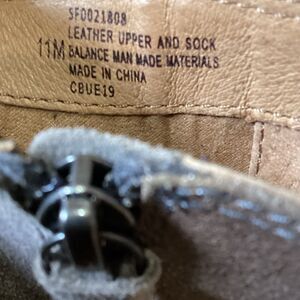 SF0021808
LEATHER UPPER AND SOCK
11M BALANCE MAN MADE MATERIALS
MADE IN CHINA
CBUE19